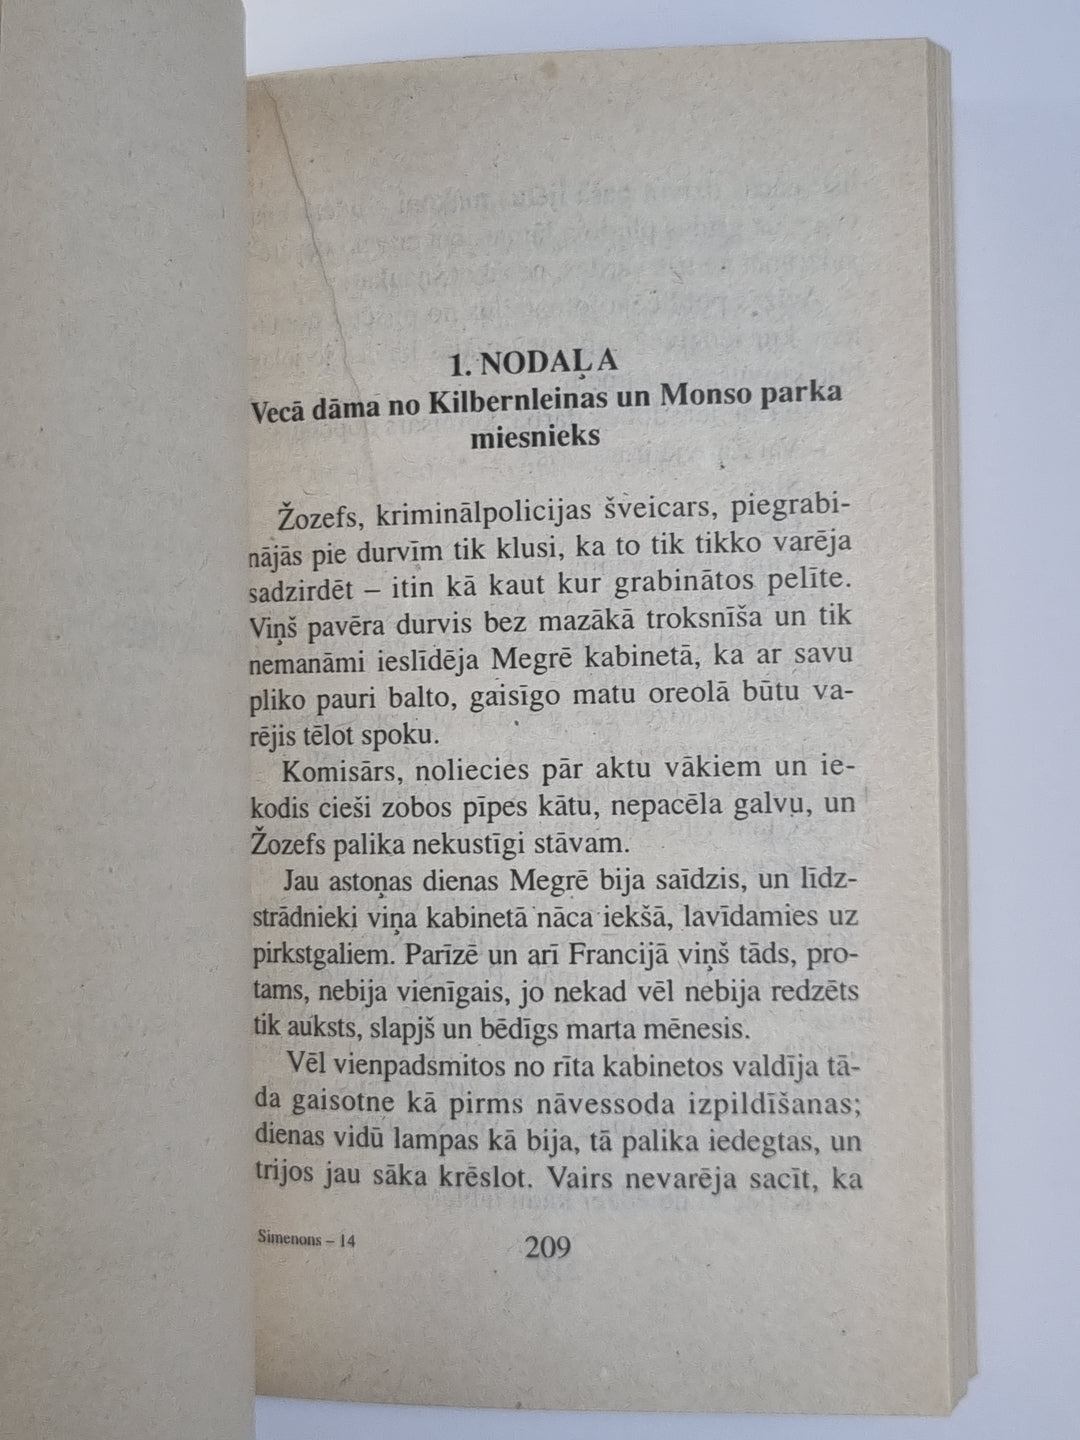 1. NODAĻA
Vecā dāma no Kilbernleinas un Monso parka
miesnieks
Žozefs, kriminālpolicijas šveicars, piegrabi-
nājās pie durvīm tik klusi, ka to tik tikko varēja
sadzirdēt – itin kā kaut kur grabinātos pelīte.
Viņš pavēra durvis bez mazākā troksnīša un tik
nemanāmi ieslīdēja Megrē kabinetā, ka ar savu
pliko pauri balto, gaisīgo matu oreolā būtu va-
rējis tēlot spoku.
Komisārs, noliecies pār aktu vākiem un ie-
kodis cieši zobos pīpes kātu, nepacēla galvu, un
Žozefs palika nekustīgi stāvam.
Jau astoņas dienas Megrē bija saīdzis, un līdz-
strādnieki viņa kabinetā nāca iekšā, lavīdamies uz
pirkstgaliem. Parīzē un arī Francijā viņš tāds, pro-
tams, nebija vienīgais, jo nekad vēl nebija redzēts
tik auksts, slapjš un bēdīgs marta mēnesis.
Vēl vienpadsmitos no rīta kabinetos valdīja tā-
da gaisotne kā pirms nāvessoda izpildīšanas;
dienas vidū lampas kā bija, tā palika iedegtas, un
trijos jau sāka krēslot. Vairs nevarēja sacīt, ka
Simenons – 14
209